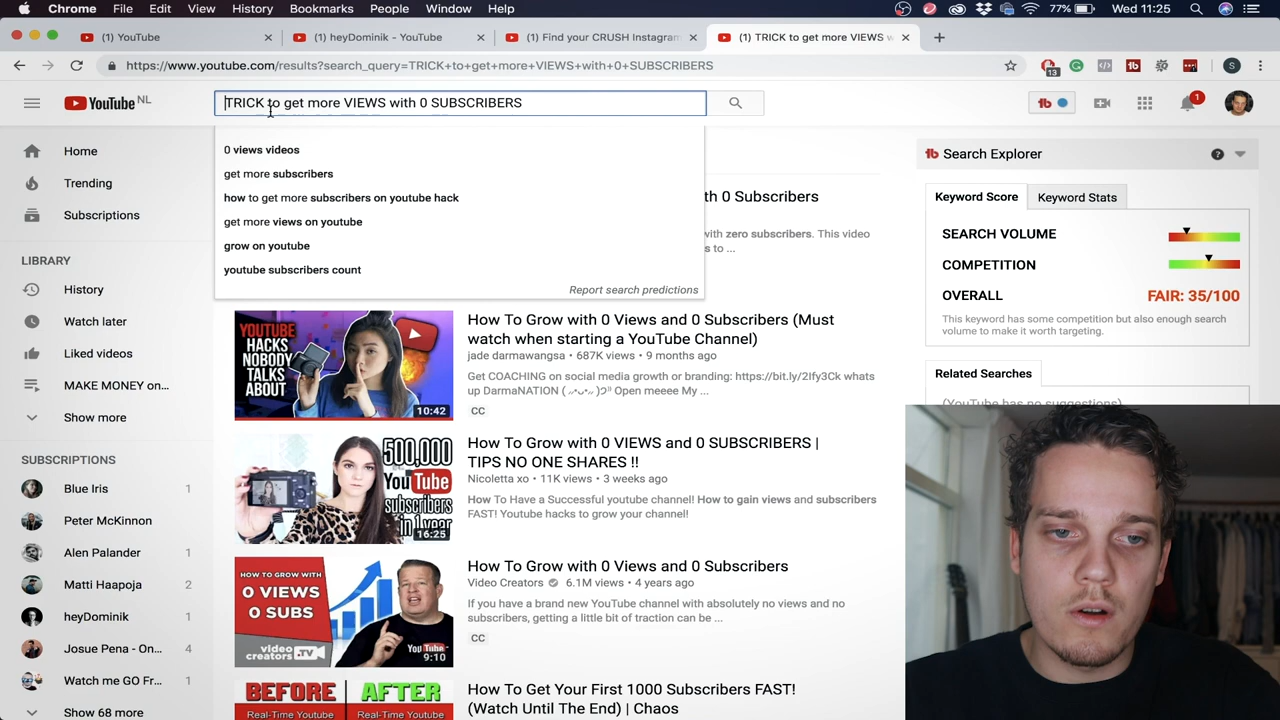 Chrome File Edit View History Bookmarks People Window Help 77% Wed 11:25
(1) YouTube
(1) heyDominik - YouTube
(1) Find your CRUSH Instagram
(1) TRICK to get more VIEWS w
https://www.youtube.com/results?search_query=TRICK+to+get+more+VIEWS+with+0+SUBSCRIBERS
13
S
YouTube NL
TRICK to get more VIEWS with 0 SUBSCRIBERS
tb
1
0 views videos
get more subscribers
how to get more subscribers on youtube hack
get more views on youtube
grow on youtube
youtube subscribers count
Report search predictions
Home
Trending
Subscriptions
LIBRARY
History
Watch later
Liked videos
MAKE MONEY on...
Show more
SUBSCRIPTIONS
Blue Iris 1
Peter McKinnon
Alen Palander 1
Matti Haapoja 2
heyDominik 1
Josue Pena - On... 4
Watch me GO Fr... 1
Show 68 more
th 0 Subscribers
with zero subscribers. This video
s to ...
YOUTUBE
HACKS
NOBODY
TALKS
ABOUT
10:42
How To Grow with 0 Views and 0 Subscribers (Must
watch when starting a YouTube Channel)
jade darmawangsa • 687K views • 9 months ago
Get COACHING on social media growth or branding: https://bit.ly/2Ify3Ck whats
up DarmaNATION ( ⸝⸝•ᴗ•⸝⸝ )੭⁾⁾ Open meeee My ...
CC
500,000
YouTube
subscribers
in 1 year
16:25
How To Grow with 0 VIEWS and 0 SUBSCRIBERS |
TIPS NO ONE SHARES !!
Nicoletta xo • 11K views • 3 weeks ago
How To Have a Successful youtube channel! How to gain views and subscribers
FAST! Youtube hacks to grow your channel!
HOW TO GROW WITH
0 VIEWS
0 SUBS
video
creators.TV
YouTube
9:10
How To Grow with 0 Views and 0 Subscribers
Video Creators 6.1M views • 4 years ago
If you have a brand new YouTube channel with absolutely no views and no
subscribers, getting a little bit of traction can be ...
CC
BEFORE AFTER
Real-Time Youtube Real-Time Youtube
How To Get Your First 1000 Subscribers FAST!
(Watch Until The End) | Chaos
tb Search Explorer
Keyword Score Keyword Stats
SEARCH VOLUME
COMPETITION
OVERALL FAIR: 35/100
This keyword has some competition but also enough search
volume to make it worth targeting.
Related Searches
(YouTube has no suggestions)